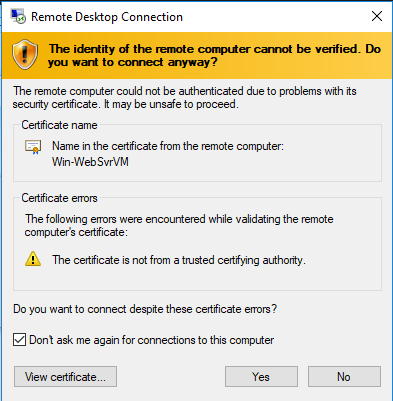 Remote Desktop Connection
The identity of the remote computer cannot be verified. Do
you want to connect anyway?
The remote computer could not be authenticated due to problems with its
security certificate. It may be unsafe to proceed.
Certificate name
Name in the certificate from the remote computer:
Win-WebSvrVM
Certificate errors
The following errors were encountered while validating the remote
computer's certificate:
The certificate is not from a trusted certifying authority.
Do you want to connect despite these certificate errors?
Don't ask me again for connections to this computer
View certificate... Yes No